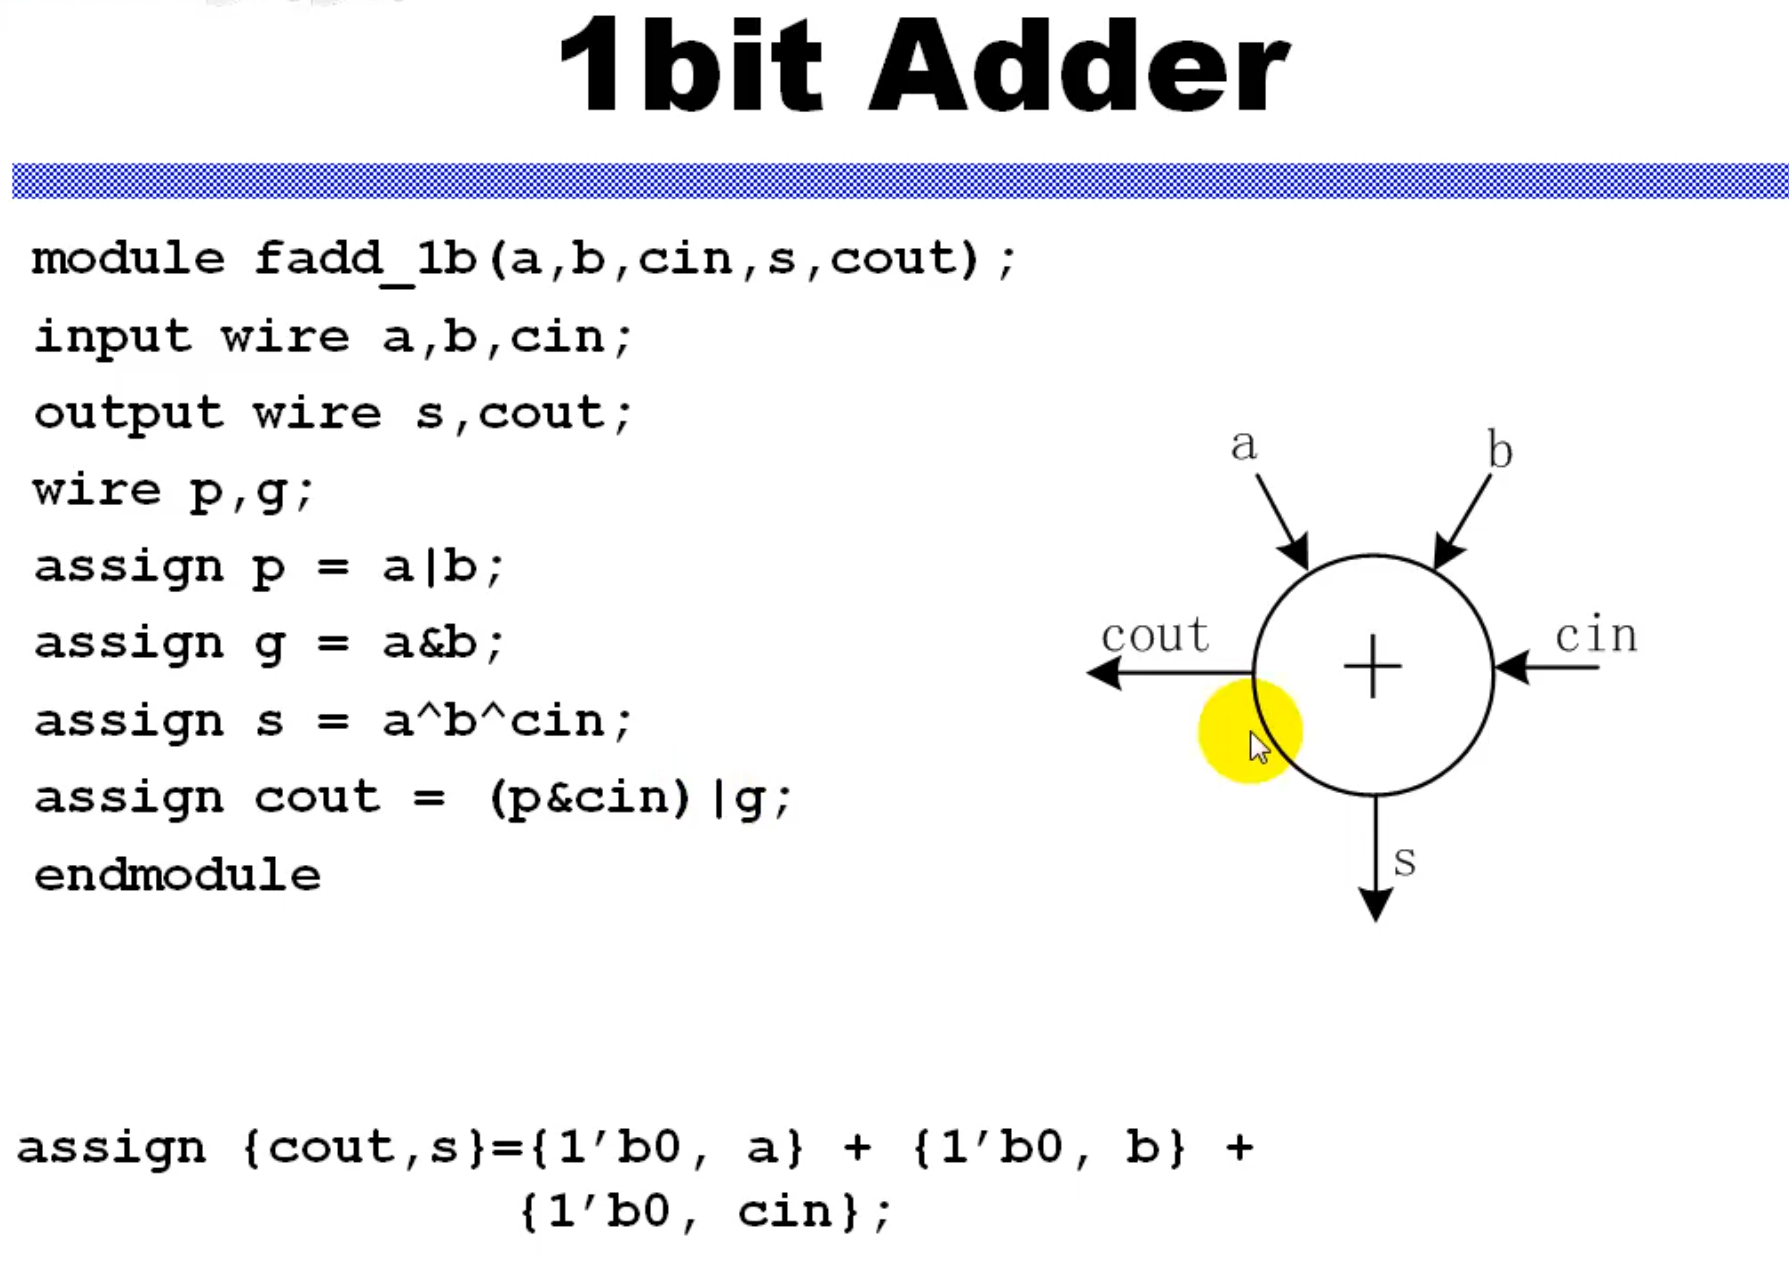 1bit Adder
module fadd_1b(a,b,cin,s,cout);
input wire a,b,cin;
output wire s,cout;
wire p,g;
assign p = a|b;
assign g = a&b;
assign s = a^b^cin;
assign cout = (p&cin)|g;
endmodule
a
b
cout
+
cin
s
assign {cout,s}={1′b0, a} + {1′b0, b} +
{1′b0, cin};